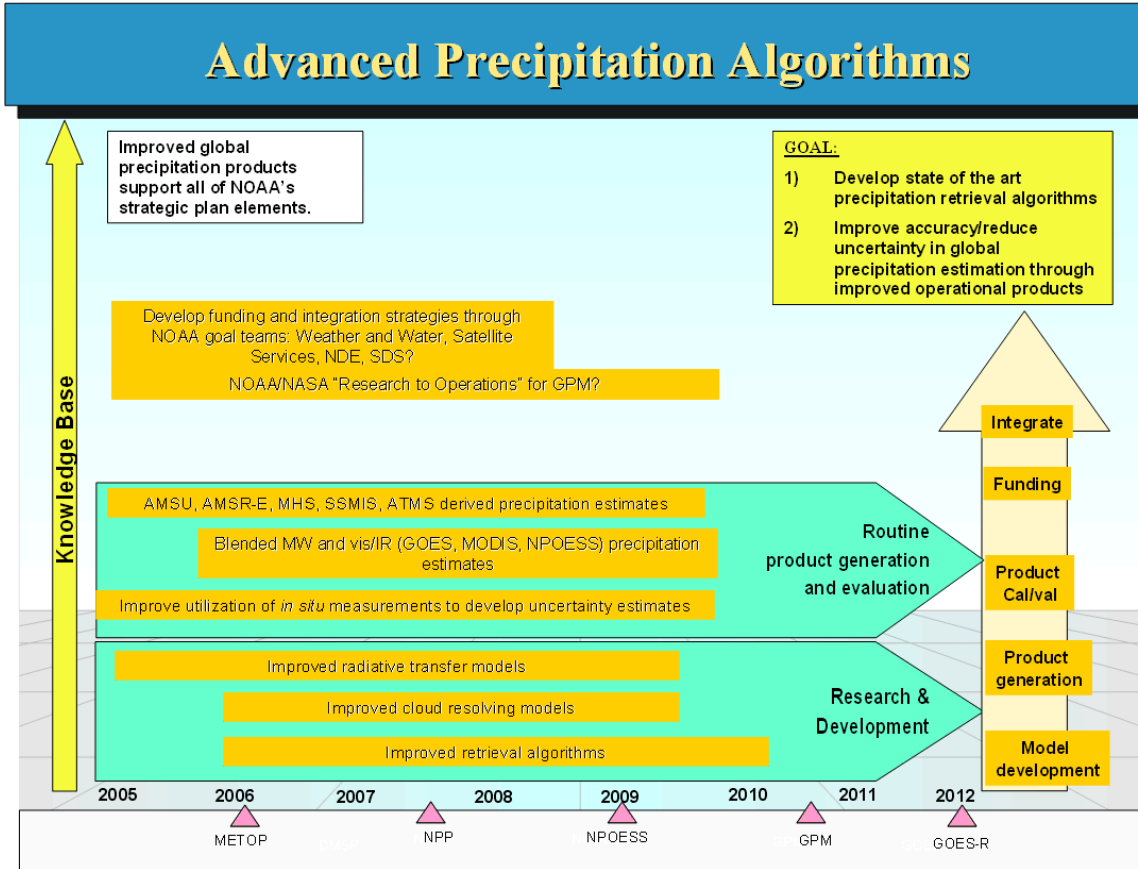 Advanced Precipitation Algorithms
Improved global
precipitation products
support all of NOAA's
strategic plan elements.
GOAL:
1) Develop state of the art
precipitation retrieval algorithms
2) Improve accuracy/reduce
uncertainty in global
precipitation estimation through
improved operational products
Knowledge Base
Develop funding and integration strategies through
NOAA goal teams: Weather and Water, Satellite
Services, NDE, SDS?
NOAA/NASA "Research to Operations" for GPM?
AMSU, AMSR-E, MHS, SSMIS, ATMS derived precipitation estimates
Blended MW and vis/IR (GOES, MODIS, NPOESS) precipitation
estimates
Improve utilization of in situ measurements to develop uncertainty estimates
Routine
product generation
and evaluation
Improved radiative transfer models
Improved cloud resolving models
Improved retrieval algorithms
Research &
Development
Integrate
Funding
Product
Cal/val
Product
generation
Model
development
2005 2006 2007 2008 2009 2010 2011 2012
METOP NPP NPOESS GPM GOES-R